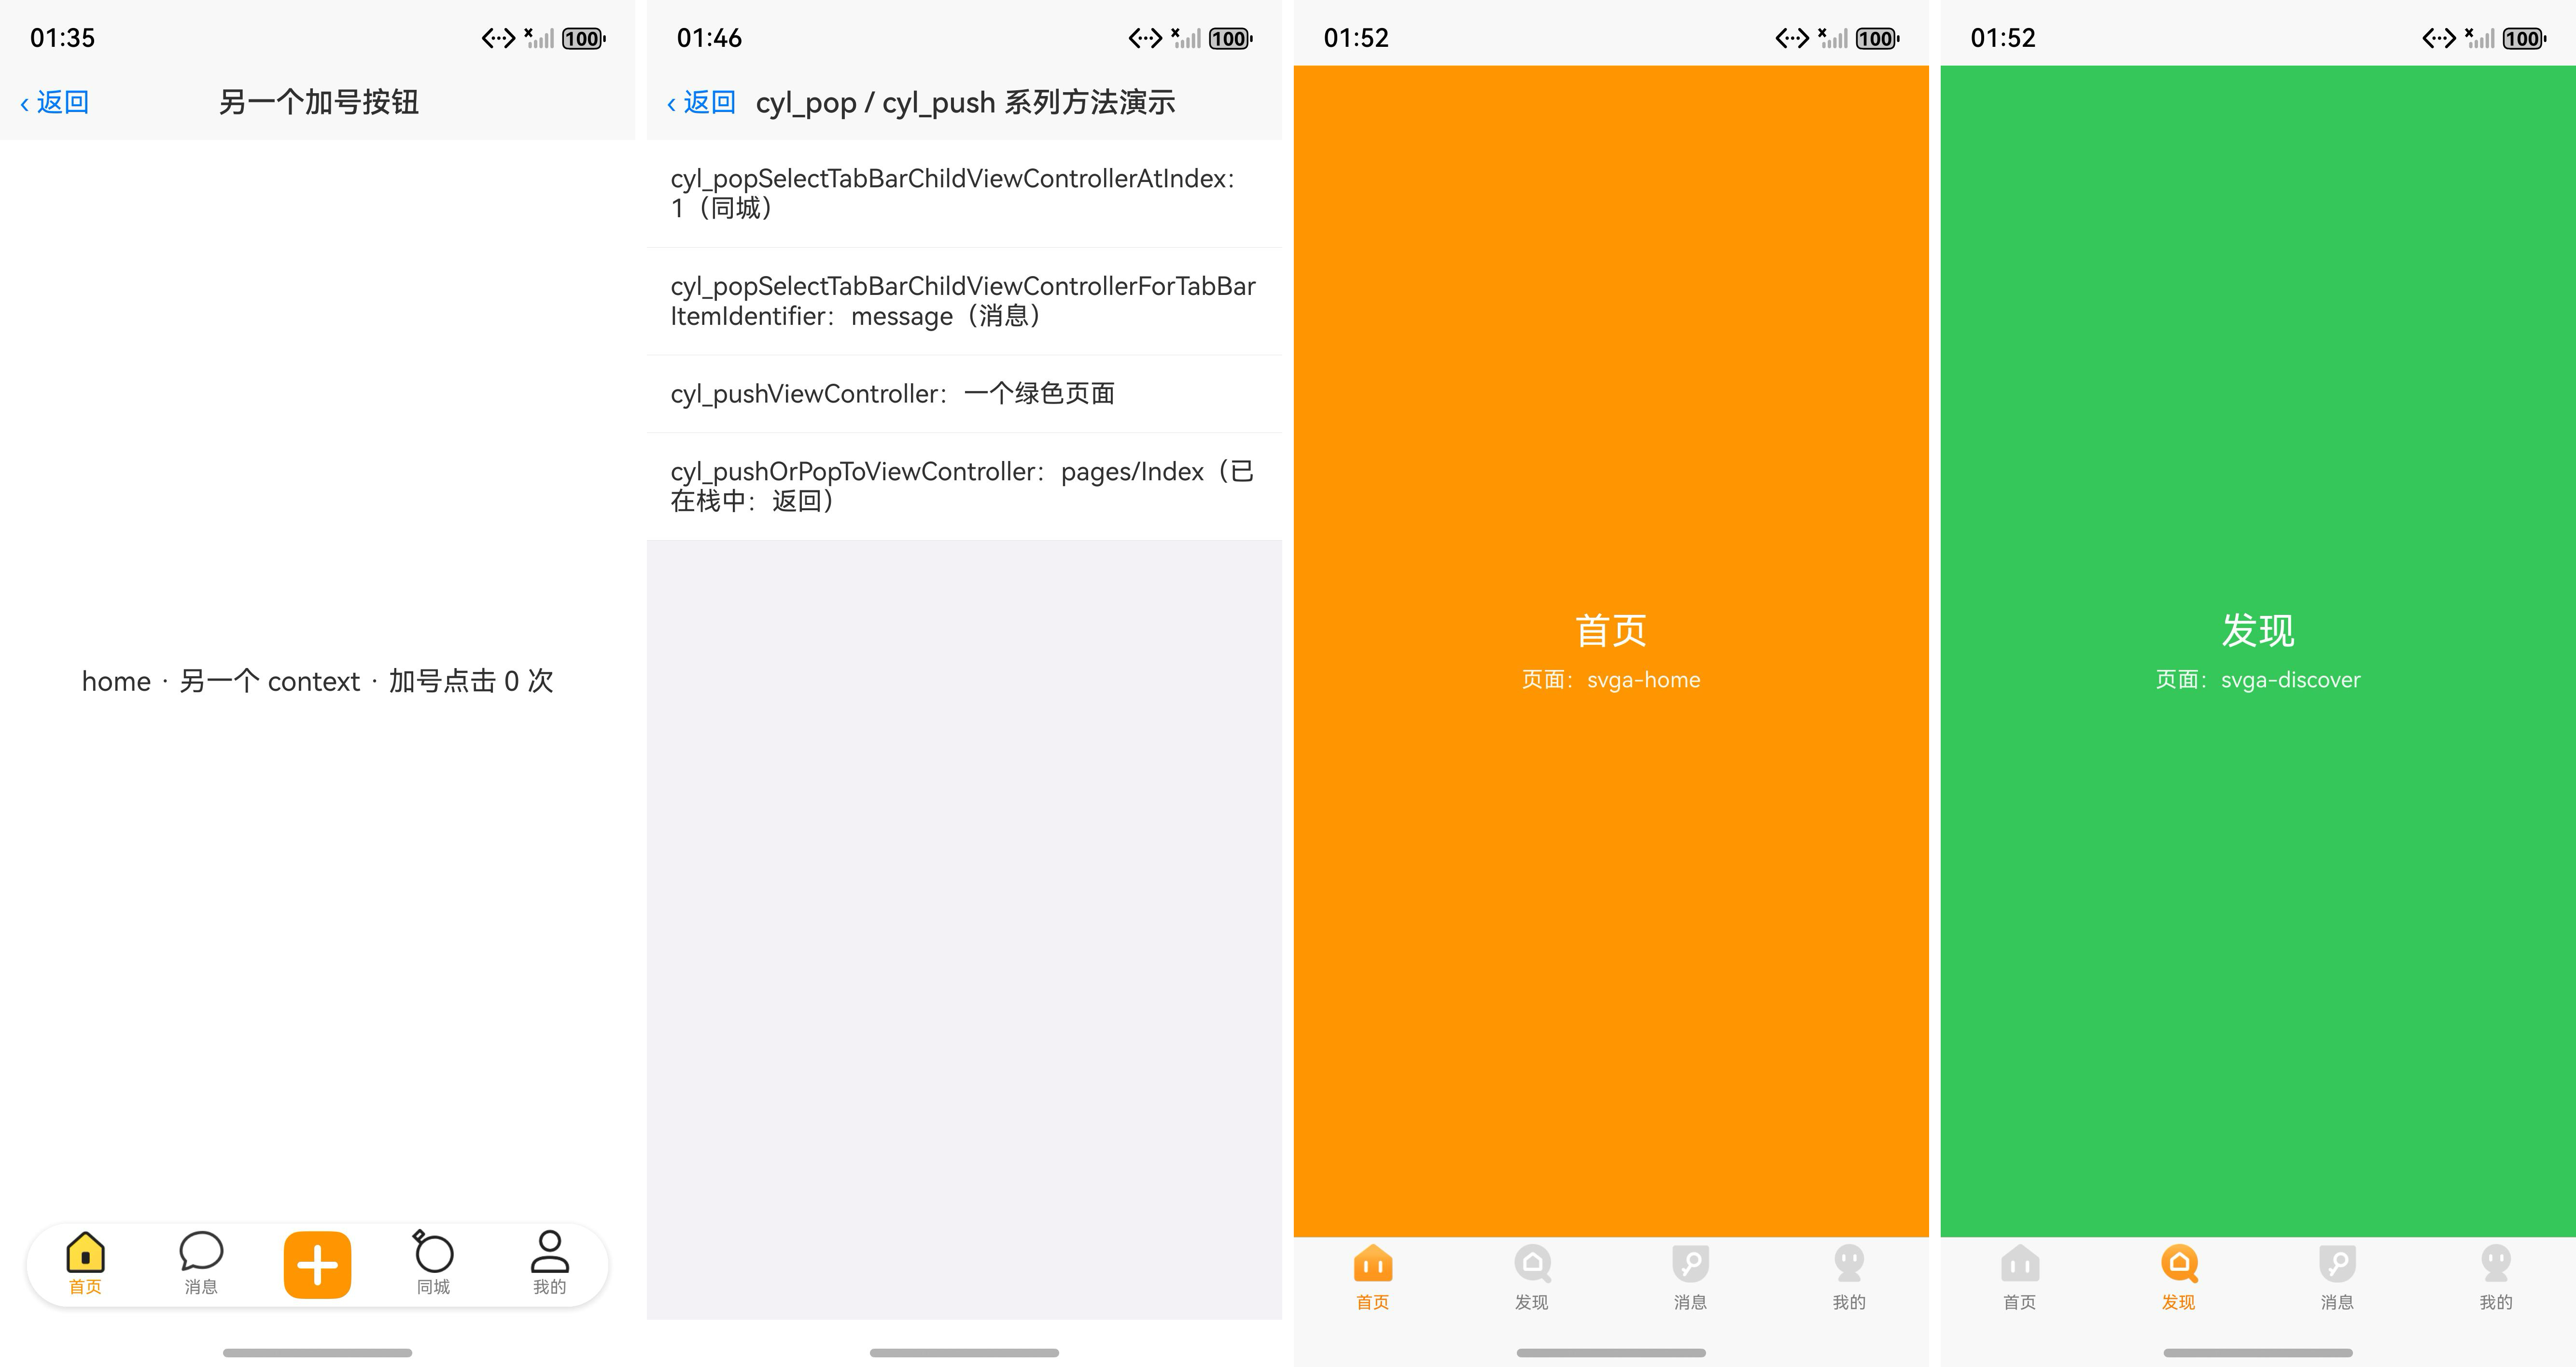 01:35
100
‹ 返回
另一个加号按钮
home · 另一个 context · 加号点击 0 次
首页
消息
同城
我的
01:46
100
‹ 返回
cyl_pop / cyl_push 系列方法演示
cyl_popSelectTabBarChildViewControllerAtIndex：
1（同城）
cyl_popSelectTabBarChildViewControllerForTabBar
ItemIdentifier：message（消息）
cyl_pushViewController：一个绿色页面
cyl_pushOrPopToViewController：pages/Index（已
在栈中：返回）
01:52
100
首页
页面：svga-home
首页
发现
消息
我的
01:52
100
发现
页面：svga-discover
首页
发现
消息
我的